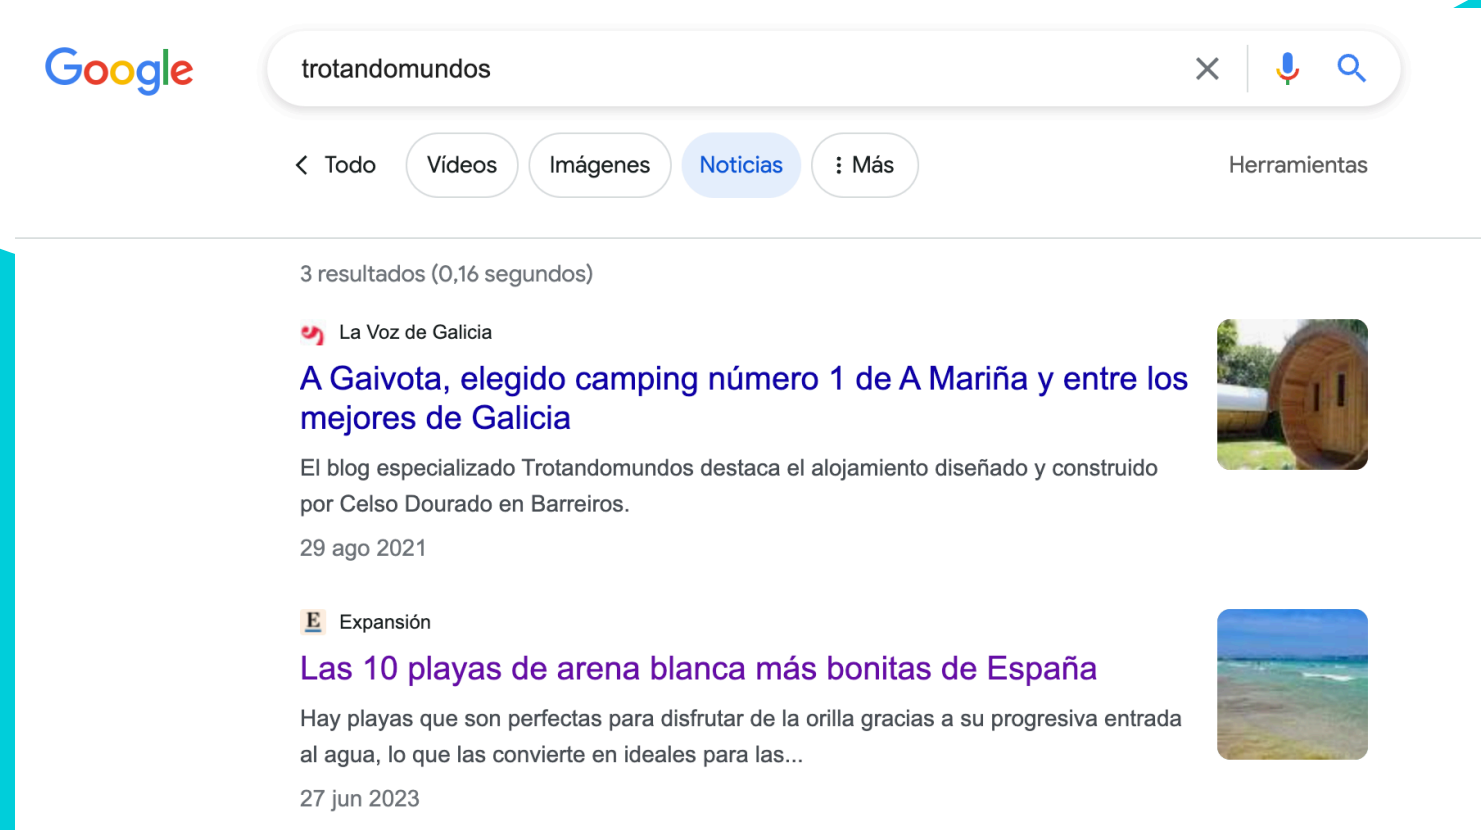 Google
trotandomundos
Todo
Vídeos
Imágenes
Noticias
Más
Herramientas
3 resultados (0,16 segundos)
La Voz de Galicia
A Gaivota, elegido camping número 1 de A Mariña y entre los
mejores de Galicia
El blog especializado Trotandomundos destaca el alojamiento diseñado y construido
por Celso Dourado en Barreiros.
29 ago 2021
E Expansión
Las 10 playas de arena blanca más bonitas de España
Hay playas que son perfectas para disfrutar de la orilla gracias a su progresiva entrada
al agua, lo que las convierte en ideales para las...
27 jun 2023